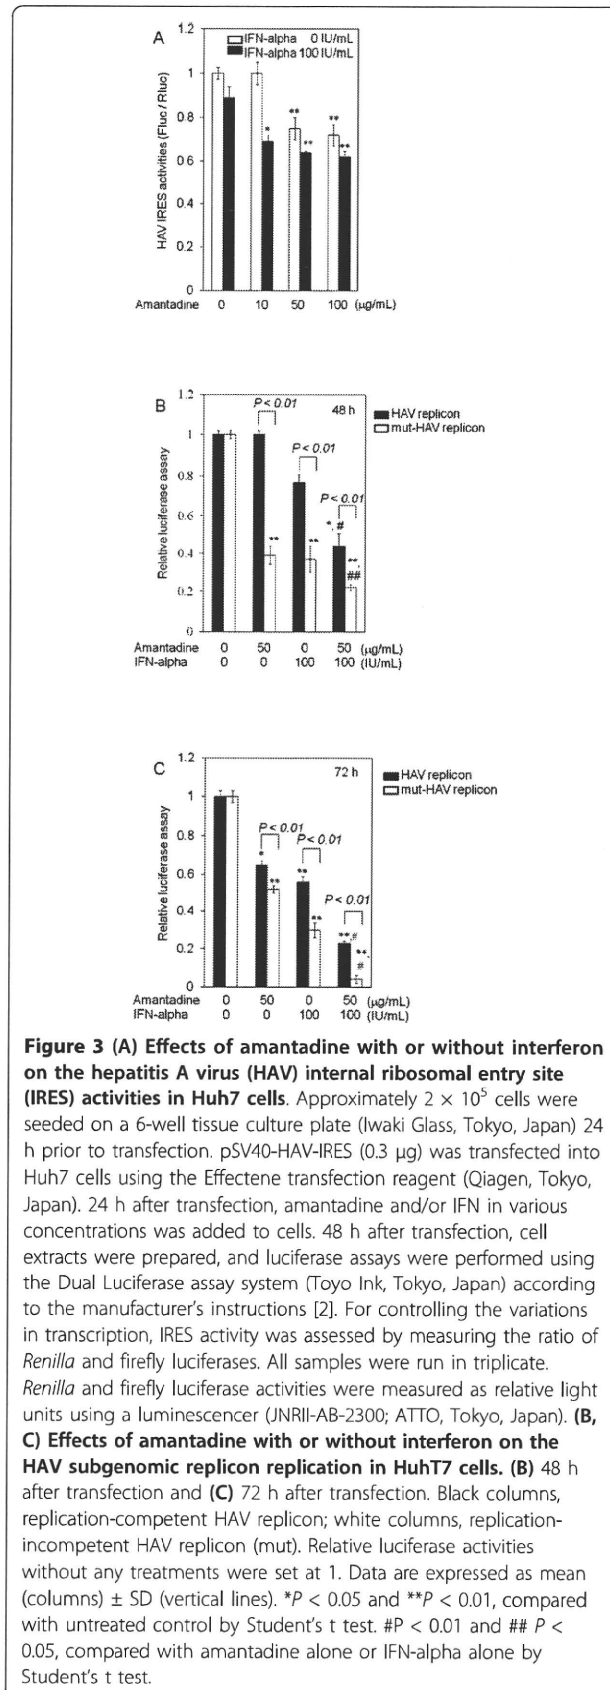 A
IFN-alpha 0 IU/mL
IFN-alpha 100 IU/mL
HAV IRES activities (Fluc / Rluc)
1.2
1
0.8
0.6
0.4
0.2
0
** **
* ** **
Amantadine 0 10 50 100 (µg/mL)
B
48 h
HAV replicon
mut-HAV replicon
Relative luciferase assay
1.2
1
0.8
0.6
0.4
0.2
0
P < 0.01
P < 0.01
P < 0.01
*, #
** ** **,
##
Amantadine 0 50 0 50 (µg/mL)
IFN-alpha 0 0 100 100 (IU/mL)
C
72 h
HAV replicon
mut-HAV replicon
Relative luciferase assay
1.2
1
0.8
0.6
0.4
0.2
0
P < 0.01
P < 0.01
P < 0.01
* **
** **
**,# **,
#
Amantadine 0 50 0 50 (µg/mL)
IFN-alpha 0 0 100 100 (IU/mL)
Figure 3 (A) Effects of amantadine with or without interferon
on the hepatitis A virus (HAV) internal ribosomal entry site
(IRES) activities in Huh7 cells. Approximately 2 × 10⁵ cells were
seeded on a 6-well tissue culture plate (Iwaki Glass, Tokyo, Japan) 24
h prior to transfection. pSV40-HAV-IRES (0.3 µg) was transfected into
Huh7 cells using the Effectene transfection reagent (Qiagen, Tokyo,
Japan). 24 h after transfection, amantadine and/or IFN in various
concentrations was added to cells. 48 h after transfection, cell
extracts were prepared, and luciferase assays were performed using
the Dual Luciferase assay system (Toyo Ink, Tokyo, Japan) according
to the manufacturer's instructions [2]. For controlling the variations
in transcription, IRES activity was assessed by measuring the ratio of
Renilla and firefly luciferases. All samples were run in triplicate.
Renilla and firefly luciferase activities were measured as relative light
units using a luminescencer (JNRII-AB-2300; ATTO, Tokyo, Japan). (B,
C) Effects of amantadine with or without interferon on the
HAV subgenomic replicon replication in HuhT7 cells. (B) 48 h
after transfection and (C) 72 h after transfection. Black columns,
replication-competent HAV replicon; white columns, replication-
incompetent HAV replicon (mut). Relative luciferase activities
without any treatments were set at 1. Data are expressed as mean
(columns) ± SD (vertical lines). *P < 0.05 and **P < 0.01, compared
with untreated control by Student's t test. #P < 0.01 and ## P <
0.05, compared with amantadine alone or IFN-alpha alone by
Student's t test.